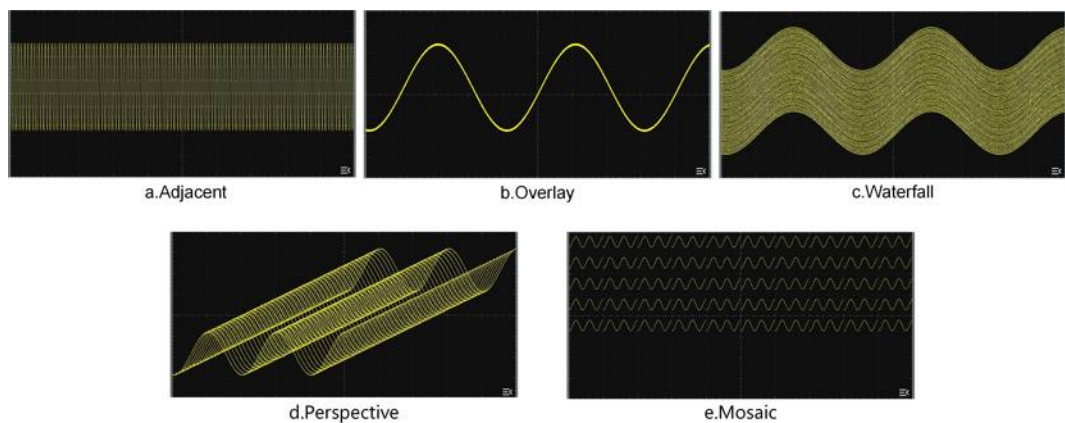 a.Adjacent
b.Overlay
c.Waterfall
d.Perspective
e.Mosaic